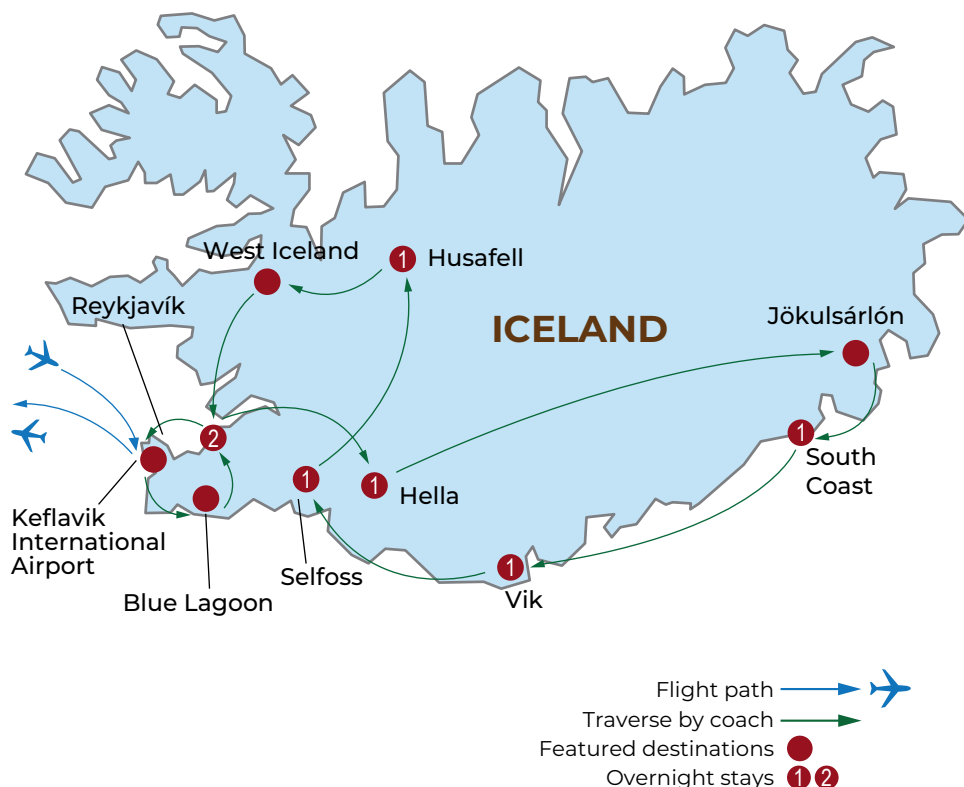 West Iceland
1
Husafell
Reykjavík
ICELAND
Jökulsárlón
2
1
South
Coast
1
1
Hella
Keflavik
International
Airport
Selfoss
Blue Lagoon
1
Vik
Flight path
Traverse by coach
Featured destinations
Overnight stays 1 2